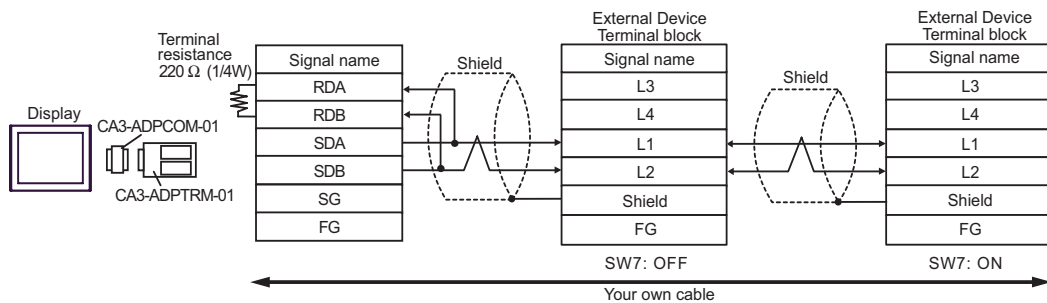 Display
CA3-ADPCOM-01
CA3-ADPTRM-01
Terminal
resistance
220 Ω (1/4W)
Signal name
RDA
RDB
SDA
SDB
SG
FG
Shield
External Device
Terminal block
Signal name
L3
L4
L1
L2
Shield
FG
SW7: OFF
Shield
External Device
Terminal block
Signal name
L3
L4
L1
L2
Shield
FG
SW7: ON
Your own cable